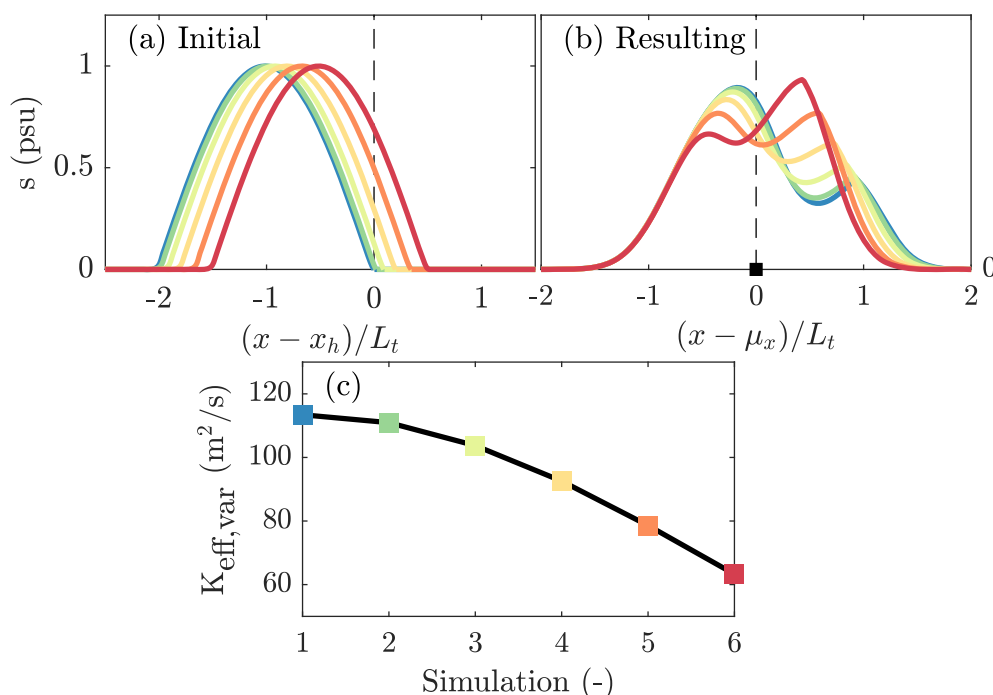 (a) Initial
(b) Resulting
s (psu)
1
0.5
0
-2
-1
0
1
-2
-1
0
1
2
0
(x − x_h)/L_t
(x − μ_x)/L_t
(c)
K_eff,var (m²/s)
120
100
80
60
1
2
3
4
5
6
Simulation (-)